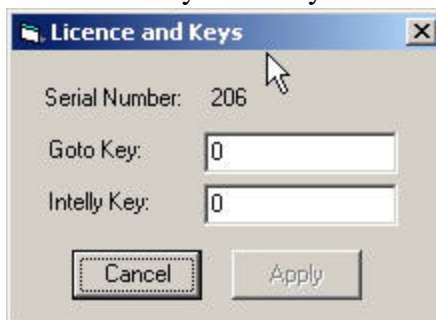 Licence and Keys
Serial Number: 206
Goto Key: 0
Intelly Key: 0
Cancel Apply